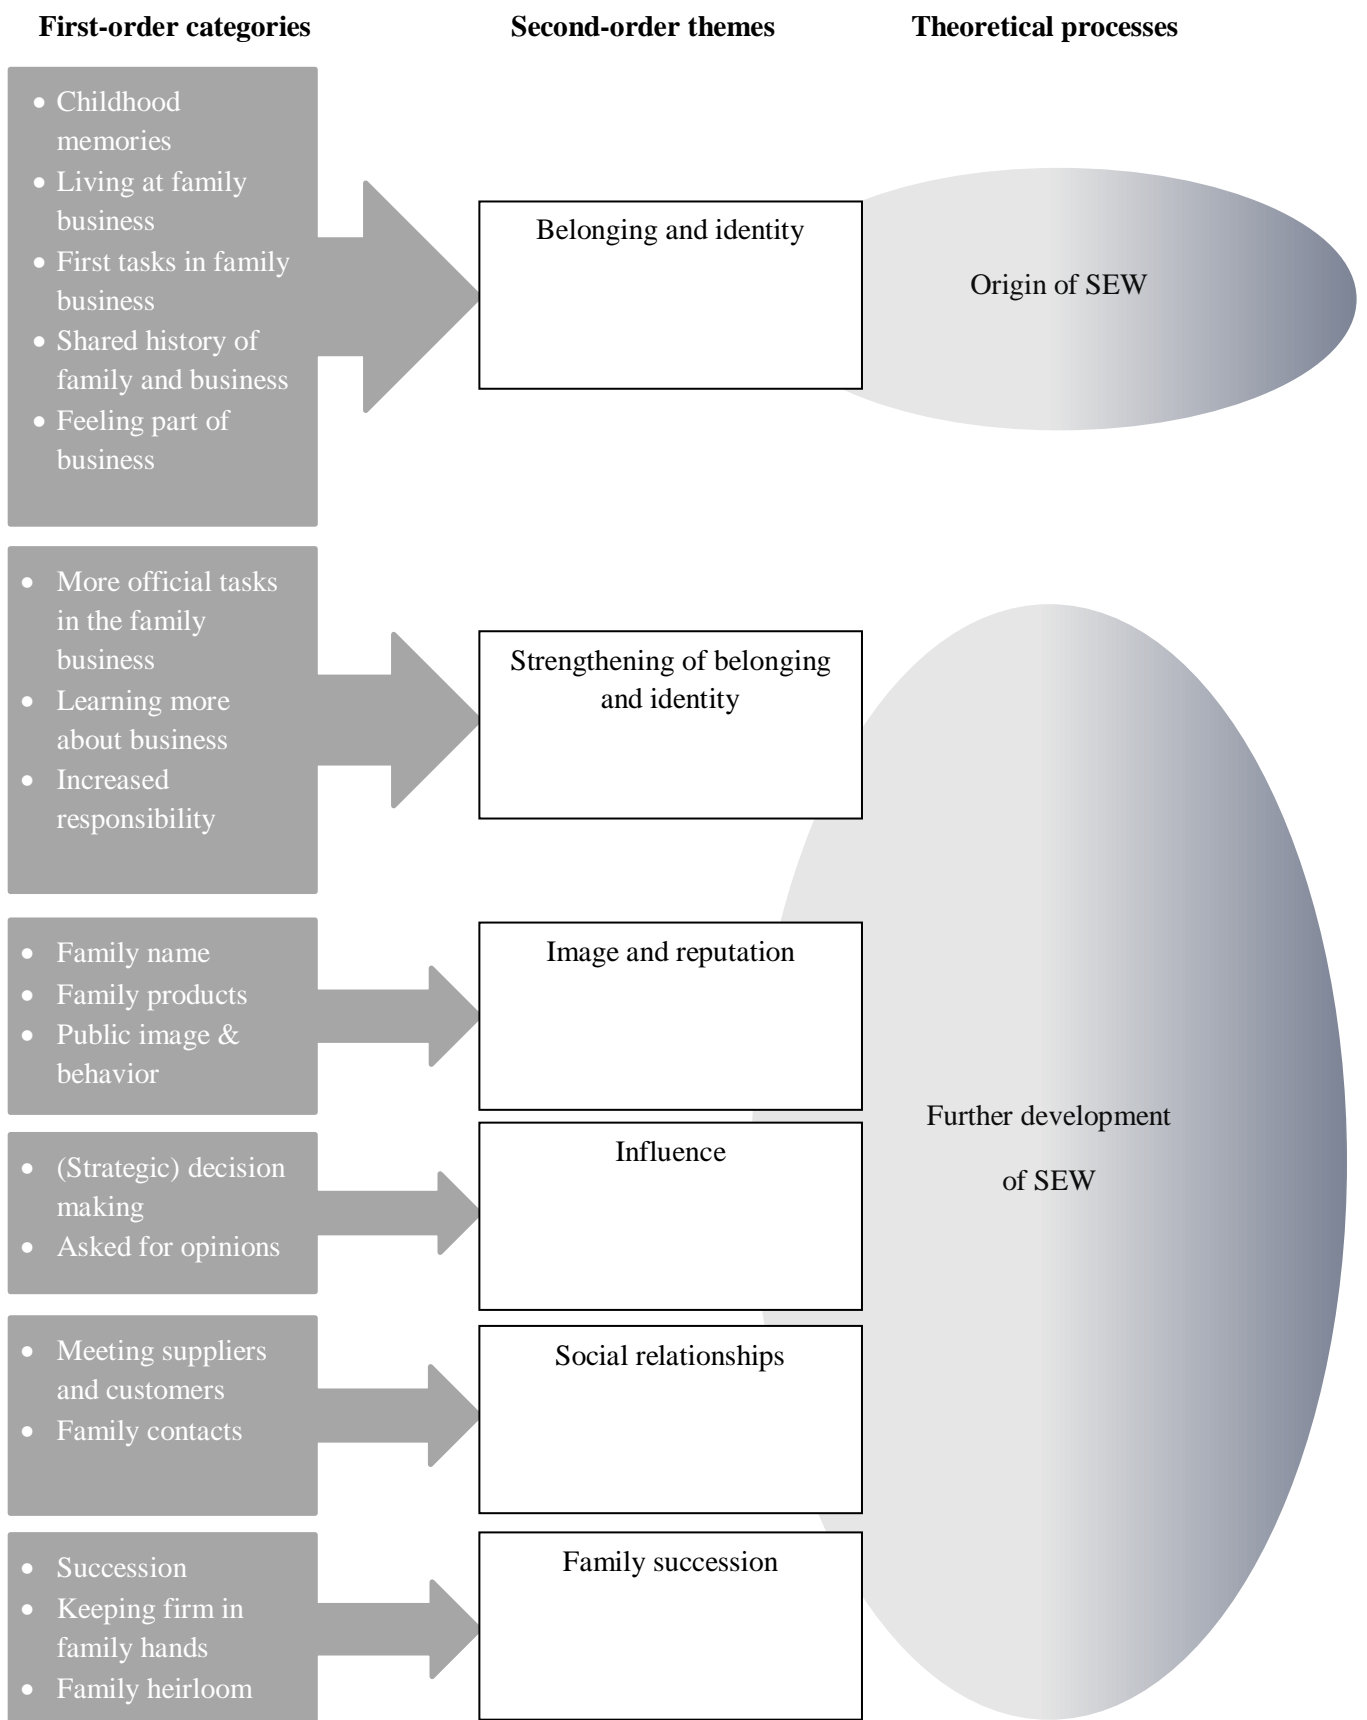 First-order categories
Second-order themes
Theoretical processes
• Childhood
memories
• Living at family
business
• First tasks in family
business
• Shared history of
family and business
• Feeling part of
business
Belonging and identity
Origin of SEW
• More official tasks
in the family
business
• Learning more
about business
• Increased
responsibility
Strengthening of belonging
and identity
• Family name
• Family products
• Public image &
behavior
Image and reputation
• (Strategic) decision
making
• Asked for opinions
Influence
• Meeting suppliers
and customers
• Family contacts
Social relationships
• Succession
• Keeping firm in
family hands
• Family heirloom
Family succession
Further development
of SEW